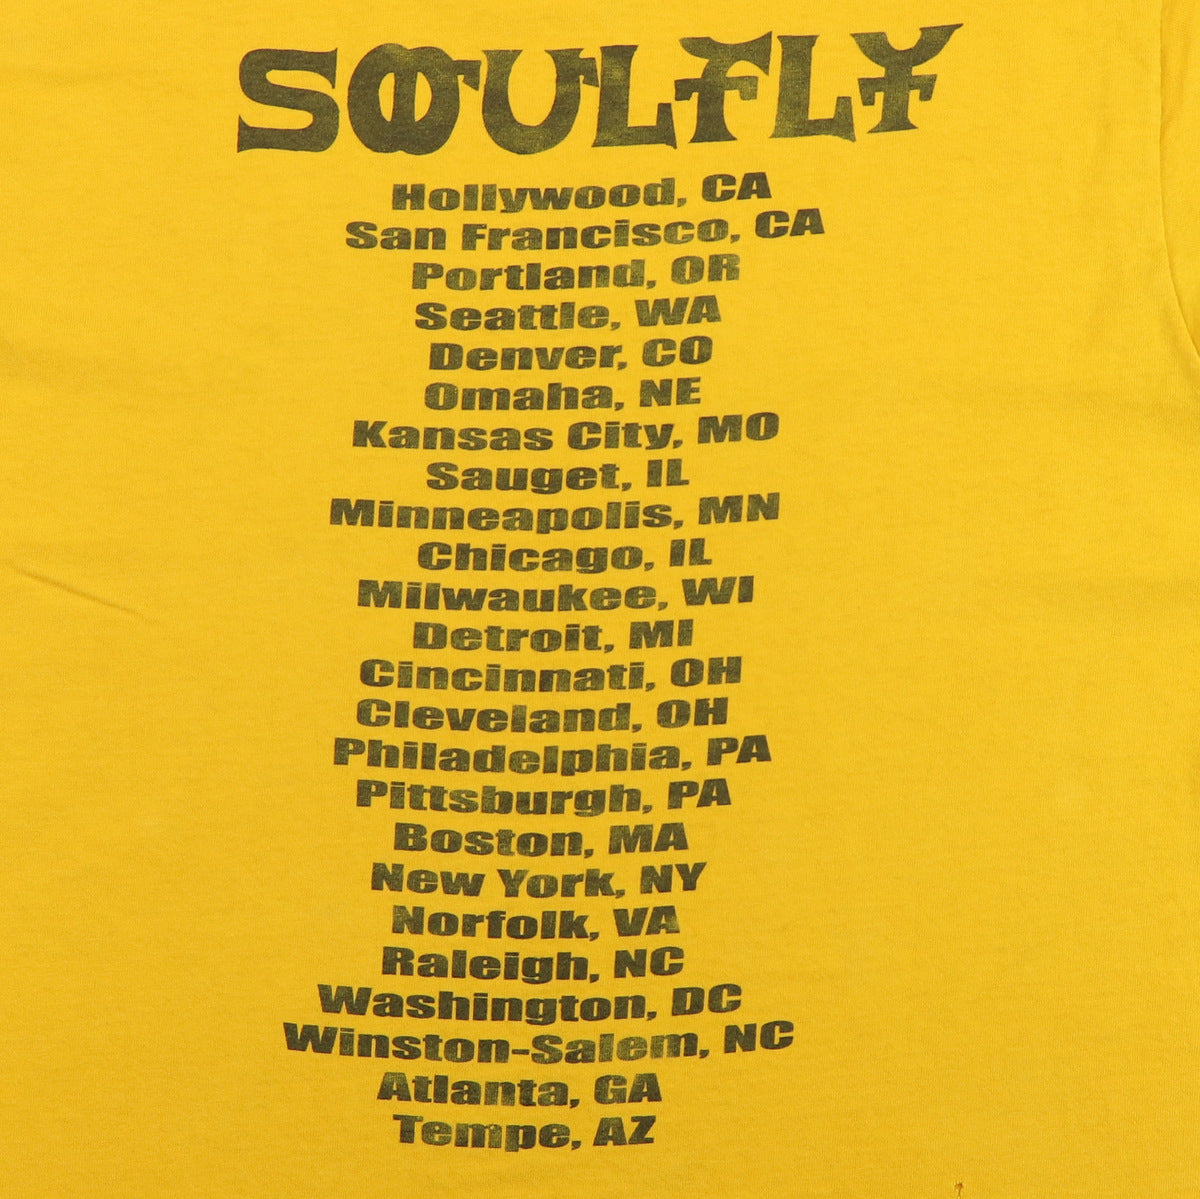 SOULFLY
Hollywood, CA
San Francisco, CA
Portland, OR
Seattle, WA
Denver, CO
Omaha, NE
Kansas City, MO
Sauget, IL
Minneapolis, MN
Chicago, IL
Milwaukee, WI
Detroit, MI
Cincinnati, OH
Cleveland, OH
Philadelphia, PA
Pittsburgh, PA
Boston, MA
New York, NY
Norfolk, VA
Raleigh, NC
Washington, DC
Winston-Salem, NC
Atlanta, GA
Tempe, AZ